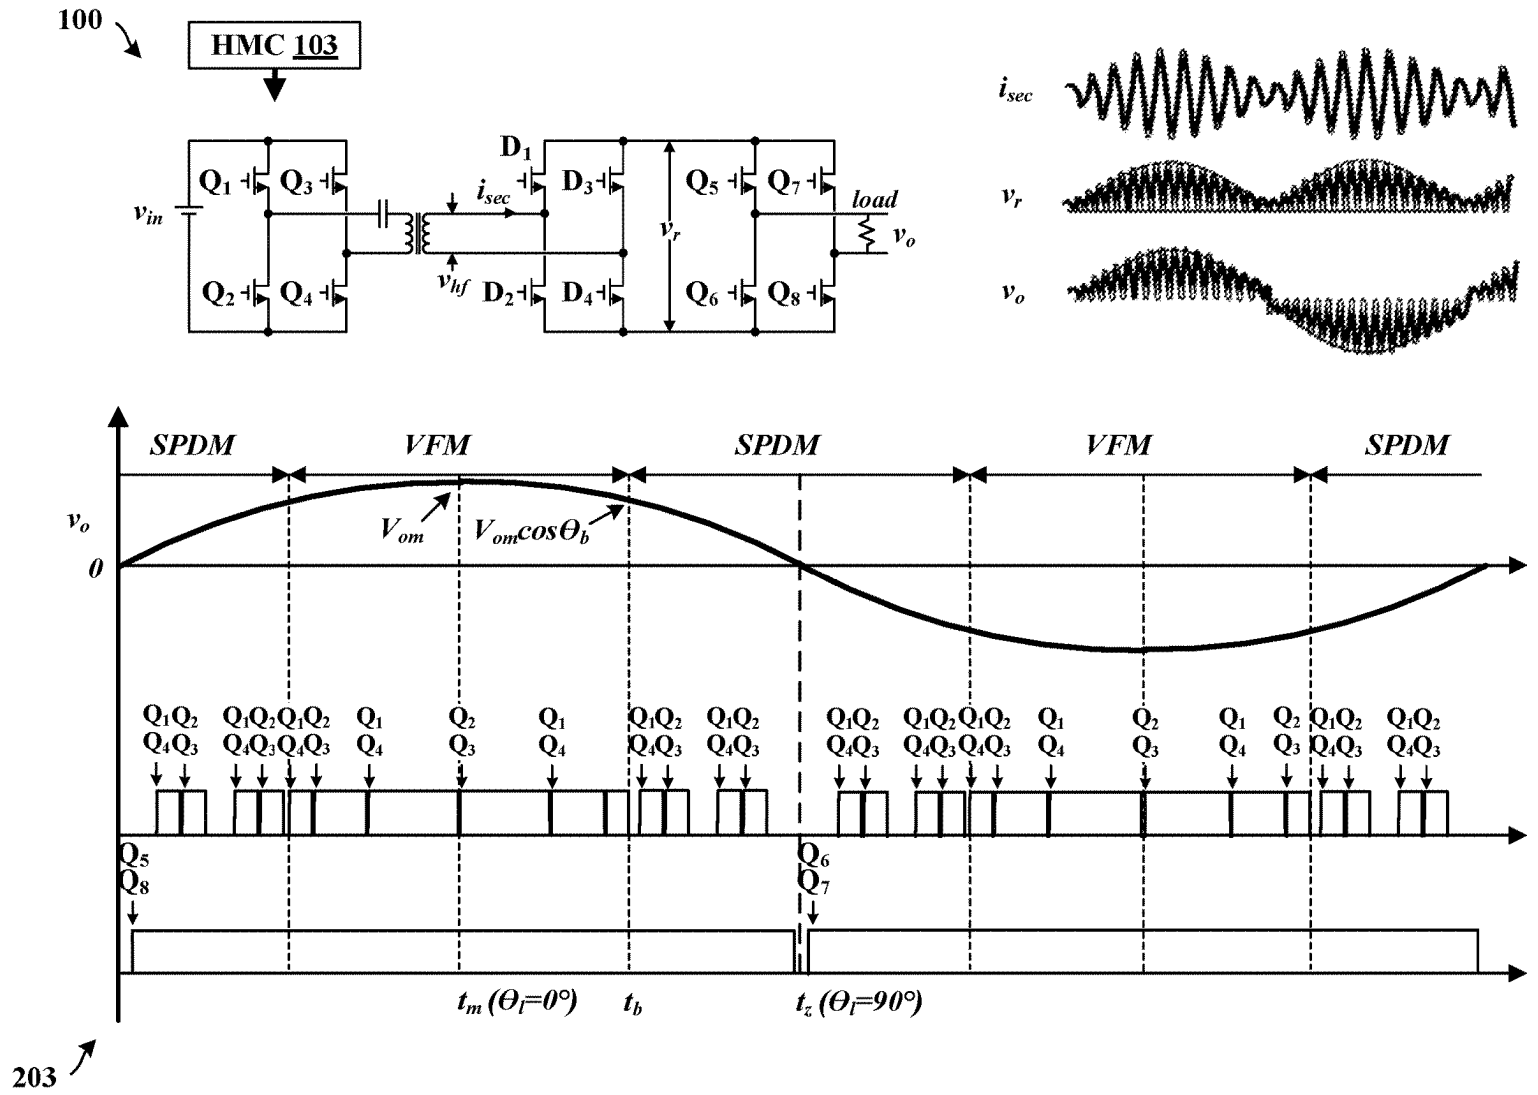 100
HMC 103
Q1
Q3
vin
Q2
Q4
D1
D3
isec
vhf
D2
D4
vr
Q5
Q7
load
vo
Q6
Q8
isec
vr
vo
SPDM VFM SPDM VFM SPDM
vo
Vom
VomcosΘb
0
Q1Q2 Q1Q2 Q1Q2 Q1 Q2 Q1 Q1Q2 Q1Q2 Q1Q2 Q1Q2 Q1Q2 Q1 Q2 Q1 Q2 Q1Q2 Q1Q2
Q4Q3 Q4Q3 Q4Q3 Q4 Q3 Q4 Q4Q3 Q4Q3 Q4Q3 Q4Q3 Q4Q3 Q4 Q3 Q4 Q3 Q4Q3 Q4Q3
Q5 Q6
Q8 Q7
tm (Θl=0°) tb tz (Θl=90°)
203